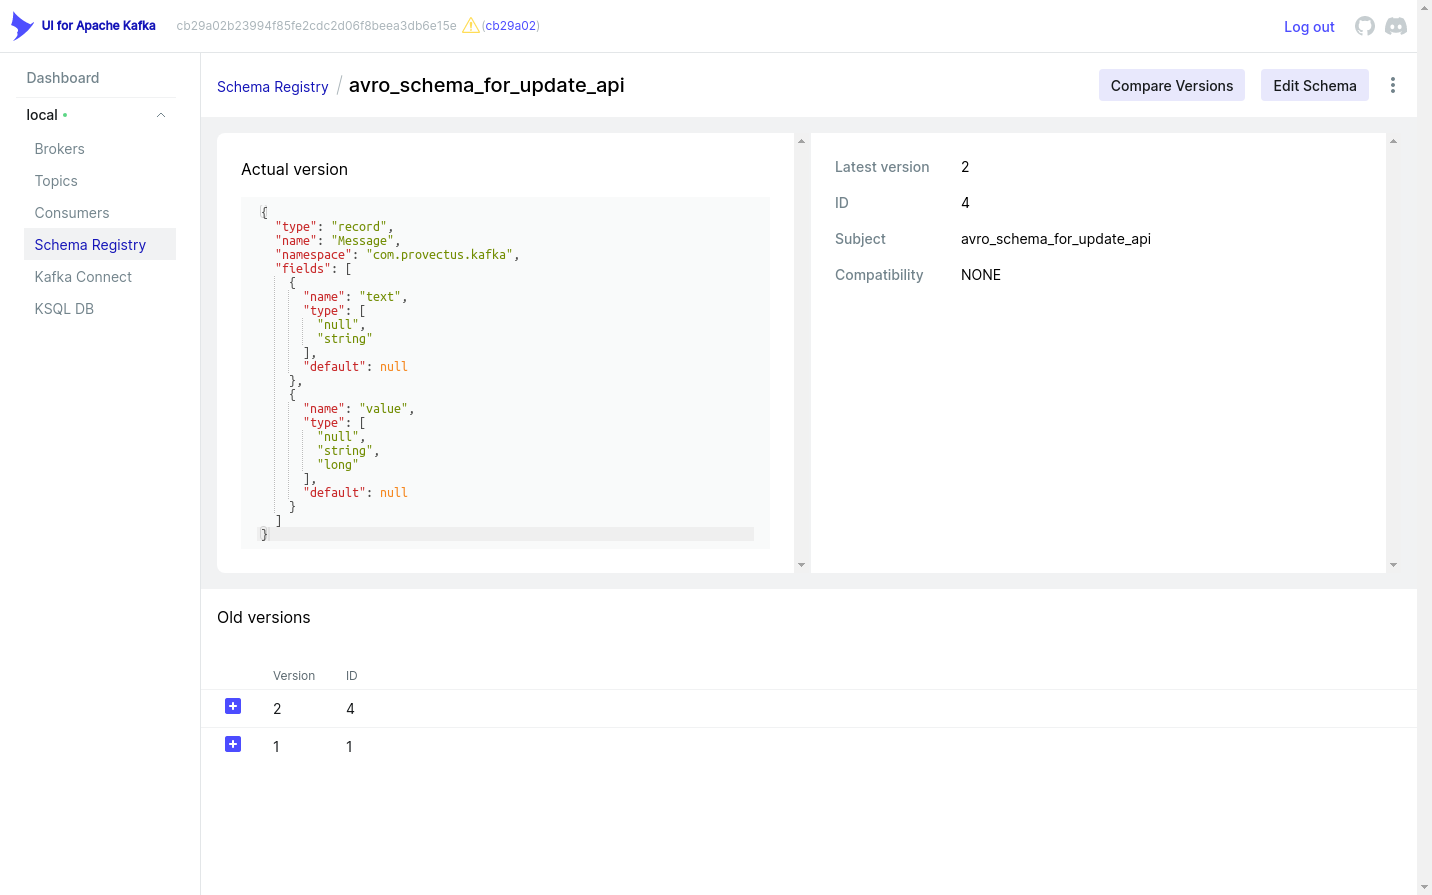 UI for Apache Kafka
cb29a02b23994f85fe2cdc2d06f8beea3db6e15e (cb29a02)
Log out
Dashboard
local
Brokers
Topics
Consumers
Schema Registry
Kafka Connect
KSQL DB
Schema Registry / avro_schema_for_update_api
Compare Versions
Edit Schema
Actual version
{
  "type": "record",
  "name": "Message",
  "namespace": "com.provectus.kafka",
  "fields": [
    {
      "name": "text",
      "type": [
        "null",
        "string"
      ],
      "default": null
    },
    {
      "name": "value",
      "type": [
        "null",
        "string",
        "long"
      ],
      "default": null
    }
  ]
}
Latest version 2
ID 4
Subject avro_schema_for_update_api
Compatibility NONE
Old versions
Version ID
2 4
1 1